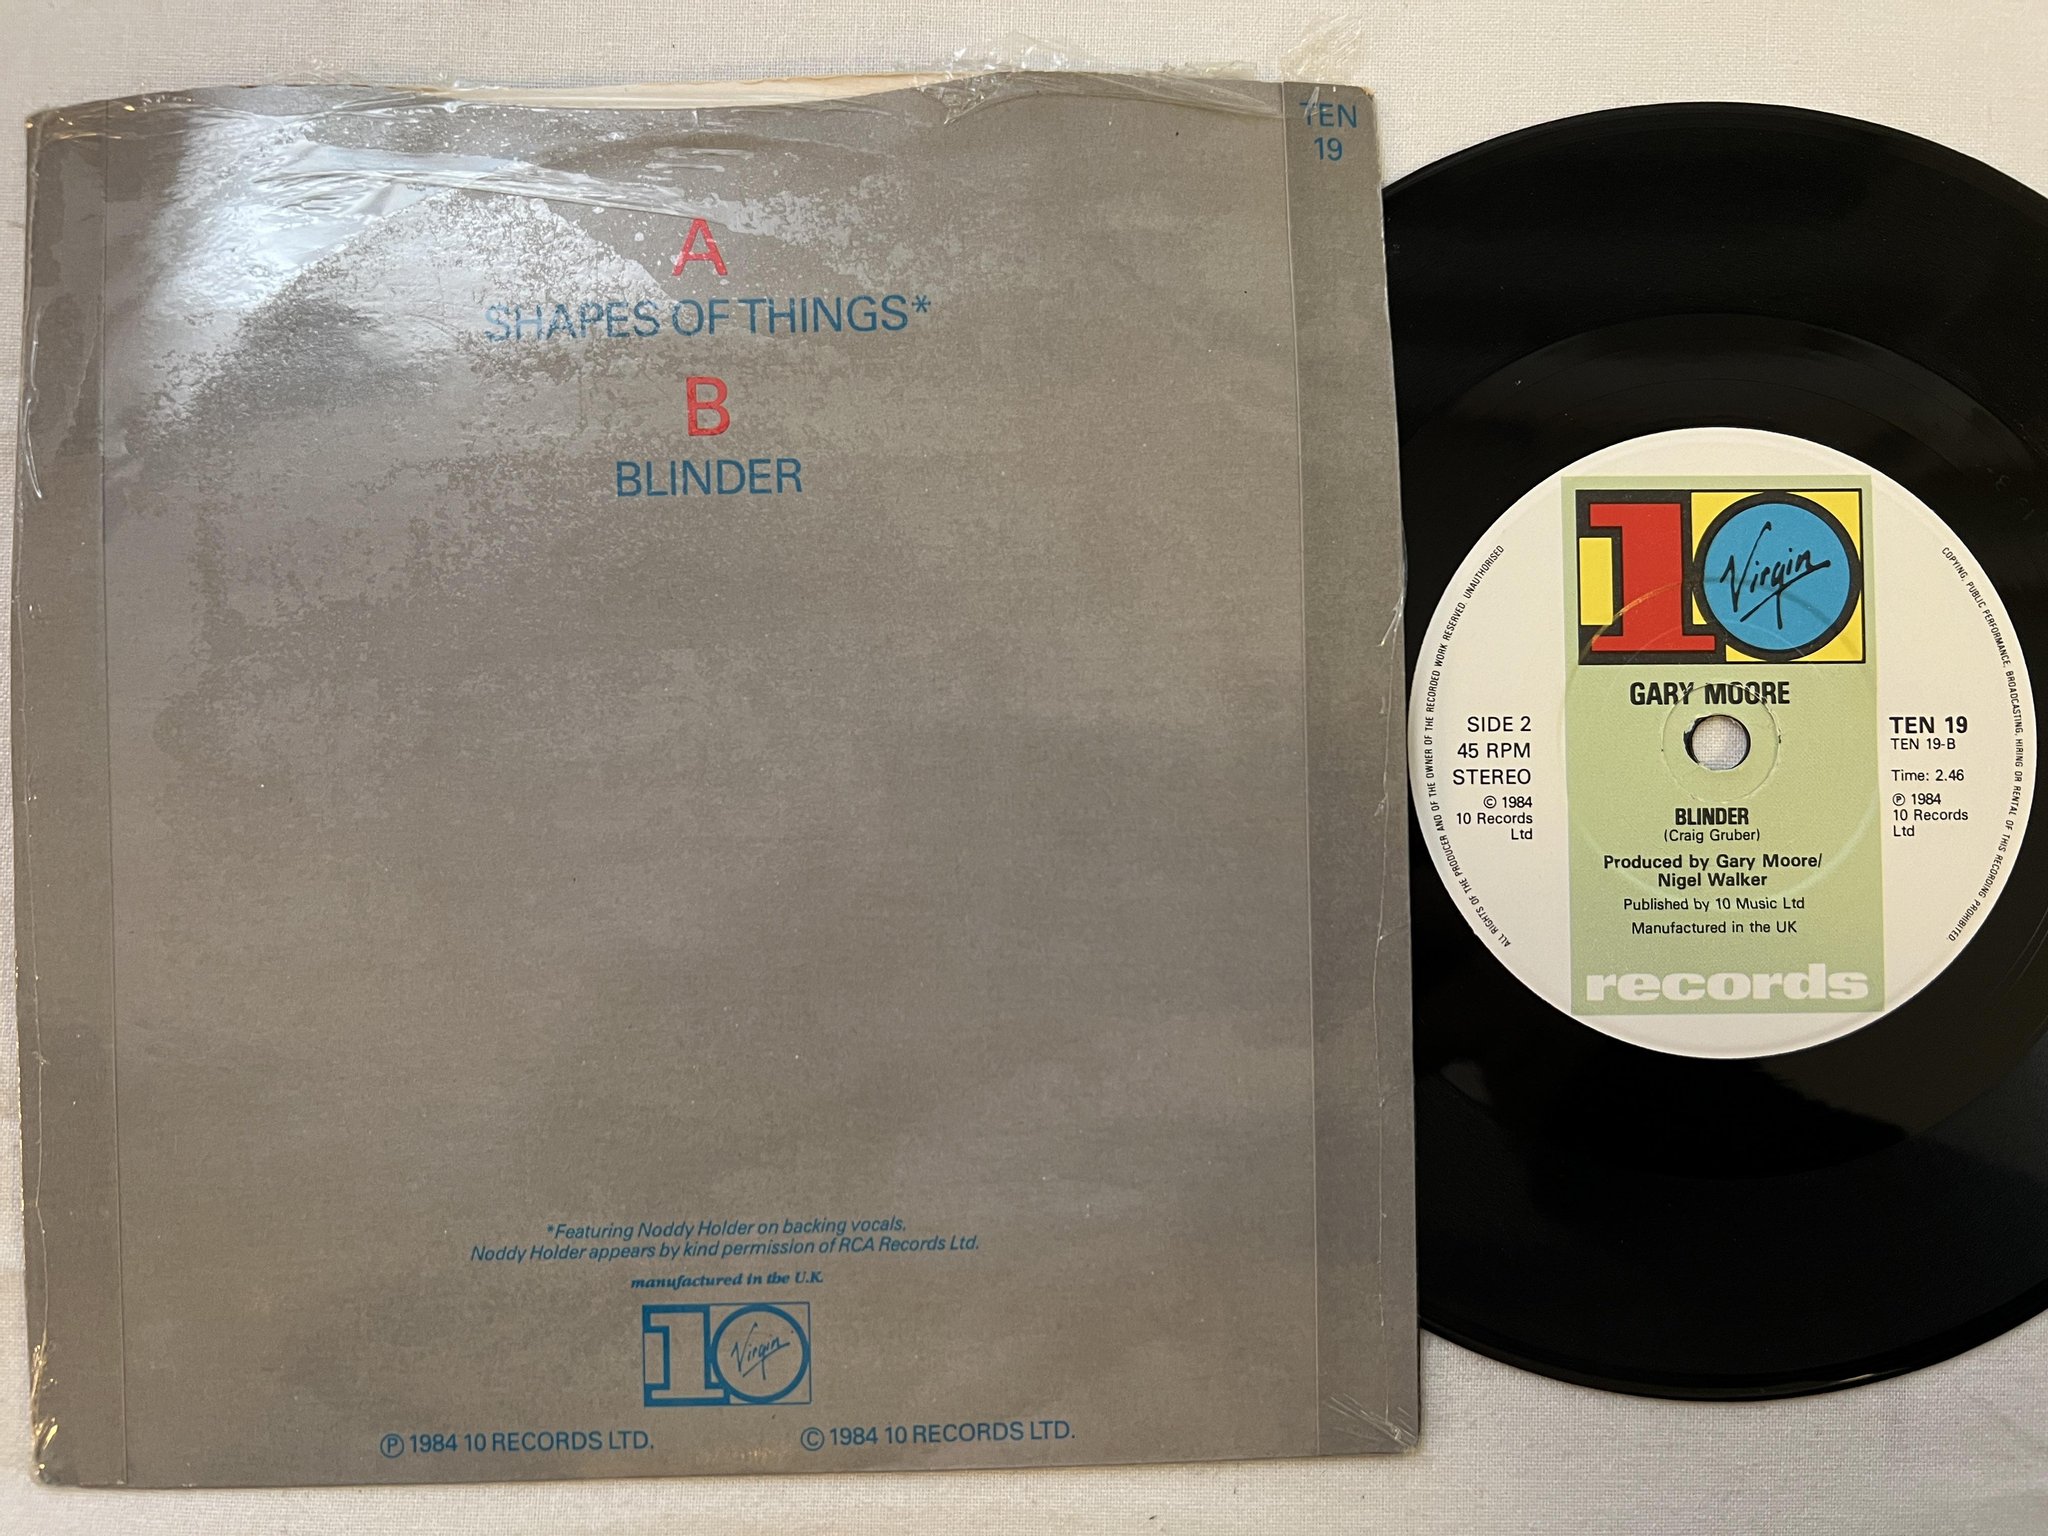 TEN
19
A
SHAPES OF THINGS*
B
BLINDER
*Featuring Noddy Holder on backing vocals.
Noddy Holder appears by kind permission of RCA Records Ltd.
manufactured in the U.K.
10 Virgin
℗ 1984 10 RECORDS LTD. © 1984 10 RECORDS LTD.
10 Virgin
GARY MOORE
SIDE 2
45 RPM
STEREO
© 1984
10 Records
Ltd
TEN 19
TEN 19-B
Time: 2.46
℗ 1984
10 Records
Ltd
BLINDER
(Craig Gruber)
Produced by Gary Moore/
Nigel Walker
Published by 10 Music Ltd
Manufactured in the UK
records
ALL RIGHTS OF THE PRODUCER AND OF THE OWNER OF THE RECORDED WORK RESERVED. UNAUTHORISED
COPYING, PUBLIC PERFORMANCE, BROADCASTING, HIRING OR RENTAL OF THIS RECORDING PROHIBITED.